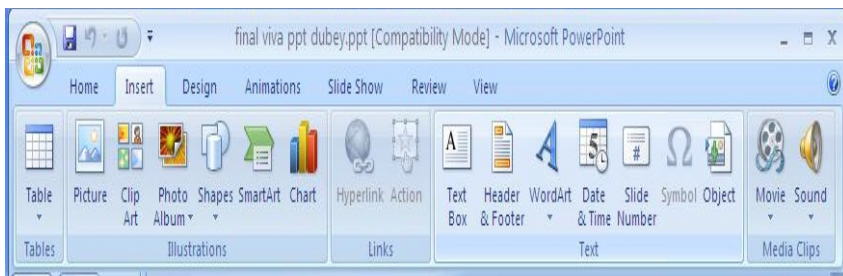 final viva ppt dubey.ppt [Compatibility Mode] - Microsoft PowerPoint
Home Insert Design Animations Slide Show Review View
Table Picture Clip Art Photo Album Shapes SmartArt Chart Hyperlink Action Text Box Header & Footer WordArt Date & Time Slide Number Symbol Object Movie Sound
Tables Illustrations Links Text Media Clips